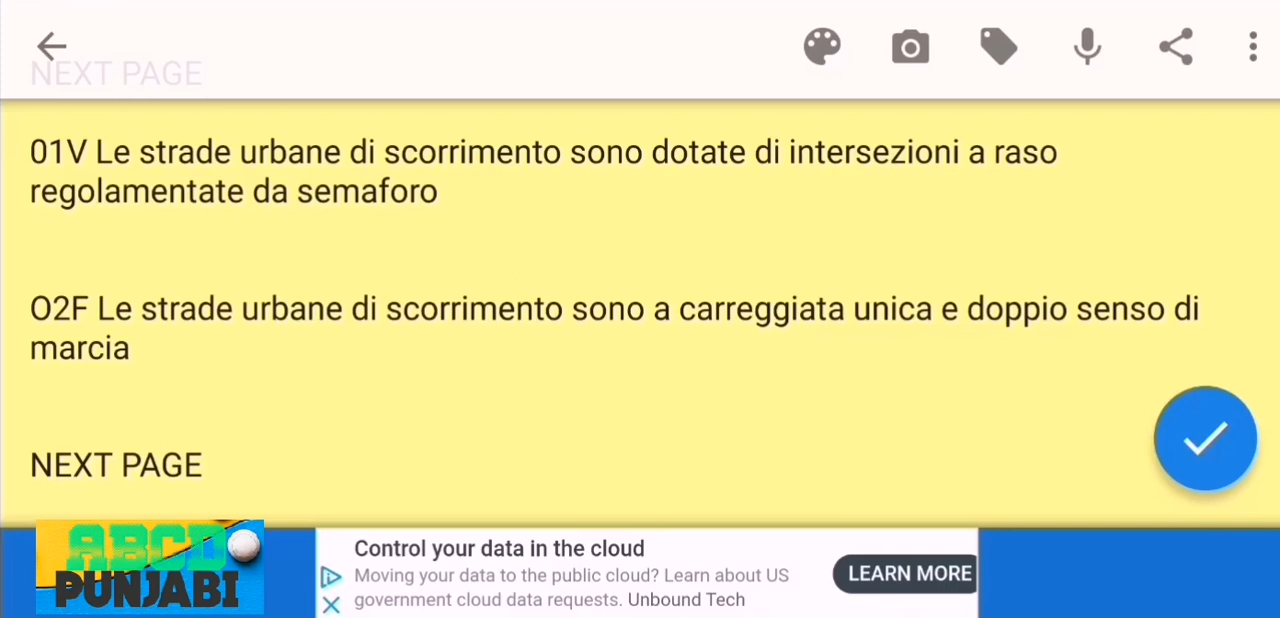 NEXT PAGE
01V Le strade urbane di scorrimento sono dotate di intersezioni a raso
regolamentate da semaforo
O2F Le strade urbane di scorrimento sono a carreggiata unica e doppio senso di
marcia
NEXT PAGE
ABCD
PUNJABI
Control your data in the cloud
Moving your data to the public cloud? Learn about US
government cloud data requests. Unbound Tech
LEARN MORE